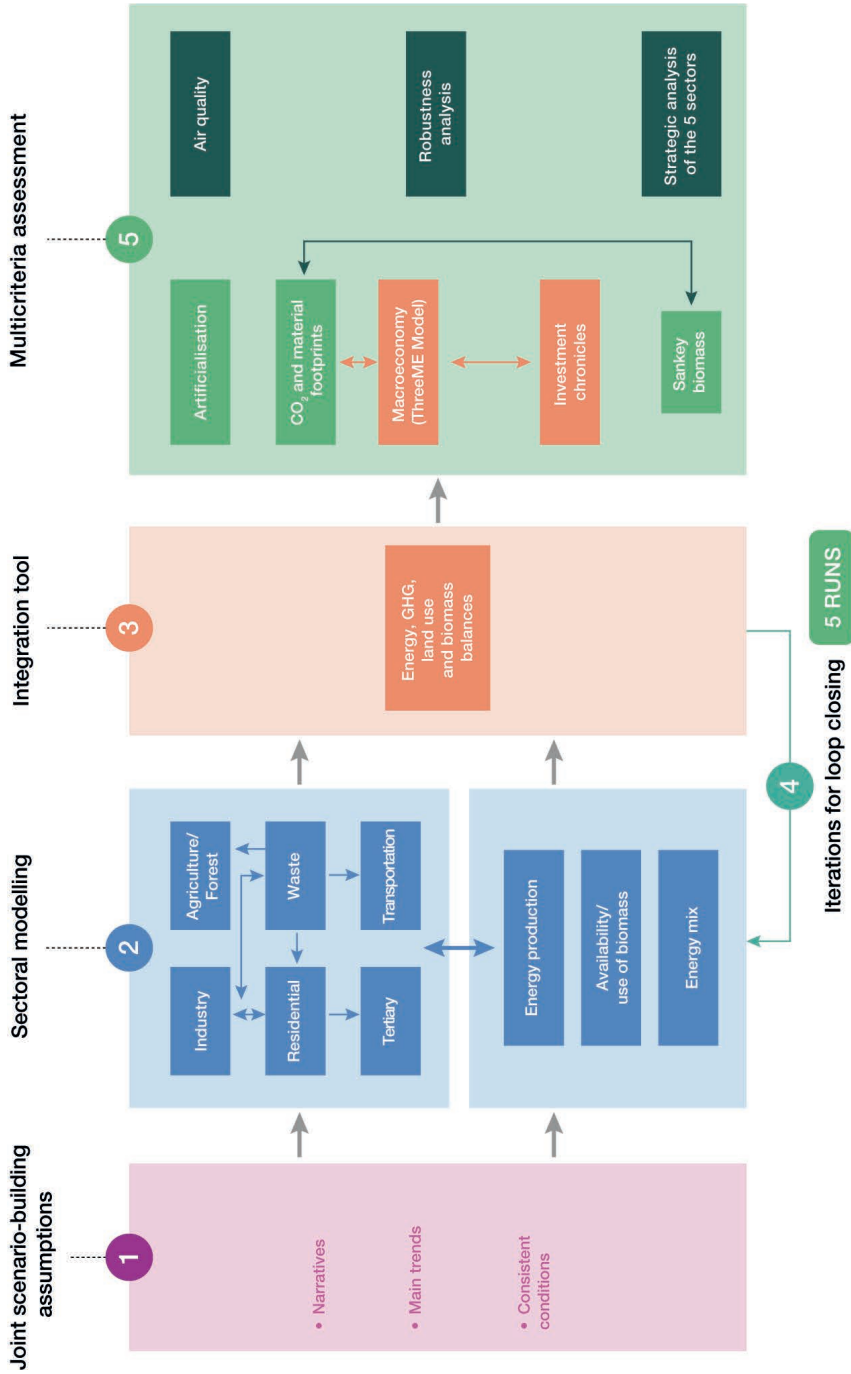 Joint scenario-building
assumptions
1
• Narratives
• Main trends
• Consistent
conditions
Sectoral modelling
2
Industry
Agriculture/
Forest
Residential
Waste
Tertiary
Transportation
Energy production
Availability/
use of biomass
Energy mix
Integration tool
3
Energy, GHG,
land use
and biomass
balances
4
Iterations for loop closing
5 RUNS
Multicriteria assessment
5
Artificialisation
Air quality
CO₂ and material
footprints
Macroeconomy
(ThreeME Model)
Robustness
analysis
Investment
chronicles
Sankey
biomass
Strategic analysis
of the 5 sectors